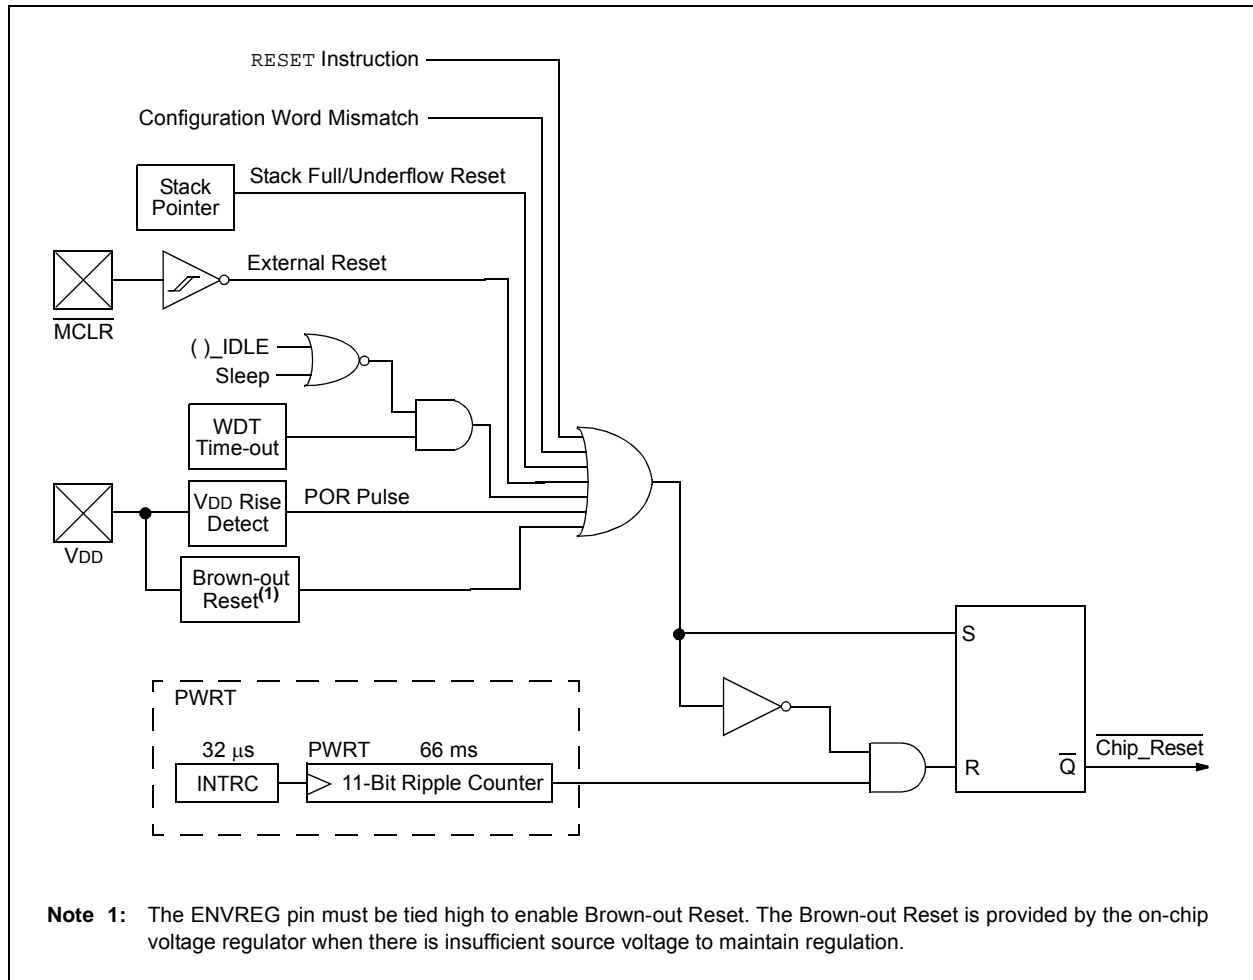 RESET Instruction
Configuration Word Mismatch
Stack
Pointer
Stack Full/Underflow Reset
External Reset
MCLR
( )_IDLE
Sleep
WDT
Time-out
VDD Rise
Detect
POR Pulse
VDD
Brown-out
Reset(1)
S
PWRT
32 μs
PWRT
66 ms
INTRC
11-Bit Ripple Counter
R
Q
Chip_Reset
Note 1: The ENVREG pin must be tied high to enable Brown-out Reset. The Brown-out Reset is provided by the on-chip
voltage regulator when there is insufficient source voltage to maintain regulation.